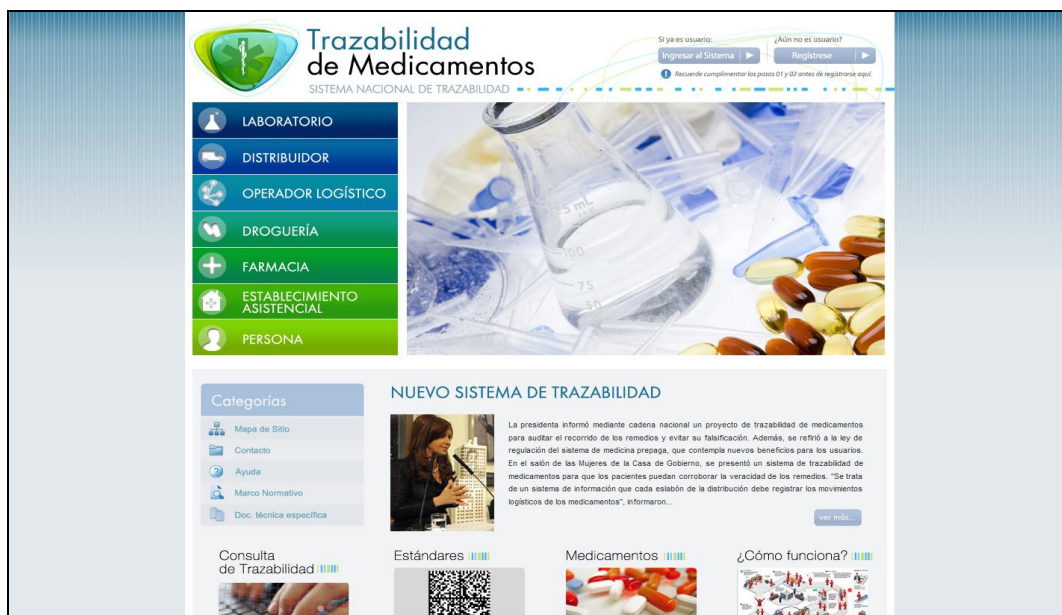 Trazabilidad
de Medicamentos
SISTEMA NACIONAL DE TRAZABILIDAD
Si ya es usuario:
Ingresar al Sistema
¿Aún no es usuario?
Regístrese
Recuerde cumplimentar los pasos 01 y 02 antes de registrarse aquí.
LABORATORIO
DISTRIBUIDOR
OPERADOR LOGÍSTICO
DROGUERÍA
FARMACIA
ESTABLECIMIENTO
ASISTENCIAL
PERSONA
25 mL
100
75
50
Categorías
Mapa de Sitio
Contacto
Ayuda
Marco Normativo
Doc. técnica específica
NUEVO SISTEMA DE TRAZABILIDAD
La presidenta informó mediante cadena nacional un proyecto de trazabilidad de medicamentos
para auditar el recorrido de los remedios y evitar su falsificación. Además, se refirió a la ley de
regulación del sistema de medicina prepaga, que contempla nuevos beneficios para los usuarios.
En el salón de las Mujeres de la Casa de Gobierno, se presentó un sistema de trazabilidad de
medicamentos para que los pacientes puedan corroborar la veracidad de los remedios. "Se trata
de un sistema de información que cada eslabón de la distribución debe registrar los movimientos
logísticos de los medicamentos", informaron...
ver más...
Consulta
de Trazabilidad
Estándares
Medicamentos
¿Cómo funciona?